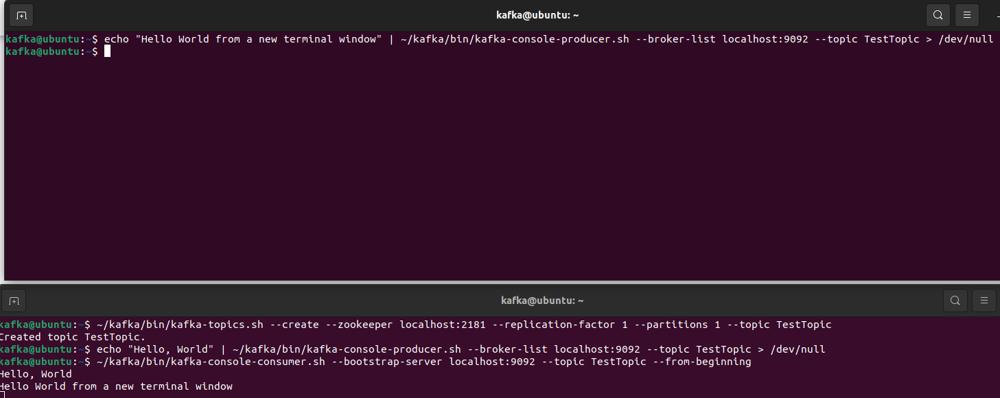 kafka@ubuntu: ~
kafka@ubuntu:~$ echo "Hello World from a new terminal window" | ~/kafka/bin/kafka-console-producer.sh --broker-list localhost:9092 --topic TestTopic > /dev/null
kafka@ubuntu:~$
kafka@ubuntu: ~
kafka@ubuntu:~$ ~/kafka/bin/kafka-topics.sh --create --zookeeper localhost:2181 --replication-factor 1 --partitions 1 --topic TestTopic
Created topic TestTopic.
kafka@ubuntu:~$ echo "Hello, World" | ~/kafka/bin/kafka-console-producer.sh --broker-list localhost:9092 --topic TestTopic > /dev/null
kafka@ubuntu:~$ ~/kafka/bin/kafka-console-consumer.sh --bootstrap-server localhost:9092 --topic TestTopic --from-beginning
Hello, World
Hello World from a new terminal window